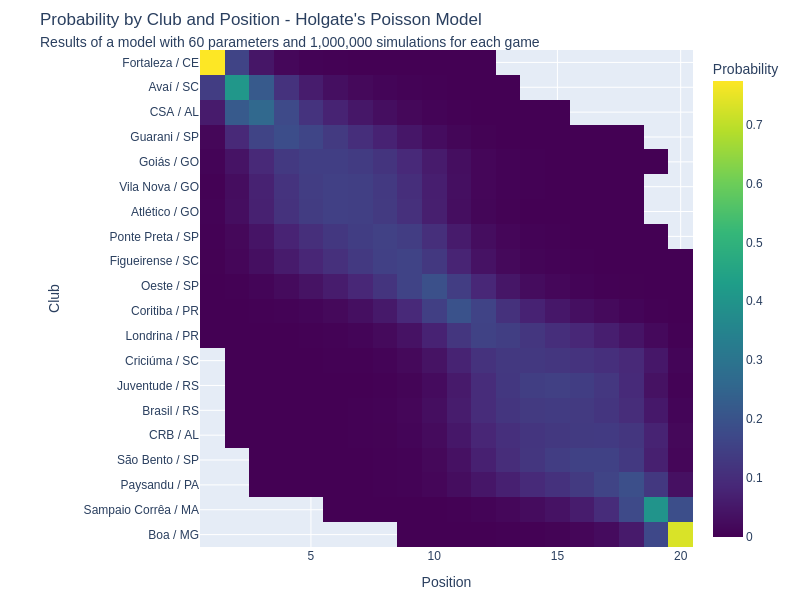 Probability by Club and Position - Holgate's Poisson Model
Results of a model with 60 parameters and 1,000,000 simulations for each game
Probability
Fortaleza / CE
Avaí / SC
CSA / AL
Guarani / SP
Goiás / GO
Vila Nova / GO
Atlético / GO
Ponte Preta / SP
Figueirense / SC
Oeste / SP
Coritiba / PR
Londrina / PR
Criciúma / SC
Juventude / RS
Brasil / RS
CRB / AL
São Bento / SP
Paysandu / PA
Sampaio Corrêa / MA
Boa / MG
Club
0.7
0.6
0.5
0.4
0.3
0.2
0.1
0
5
10
15
20
Position